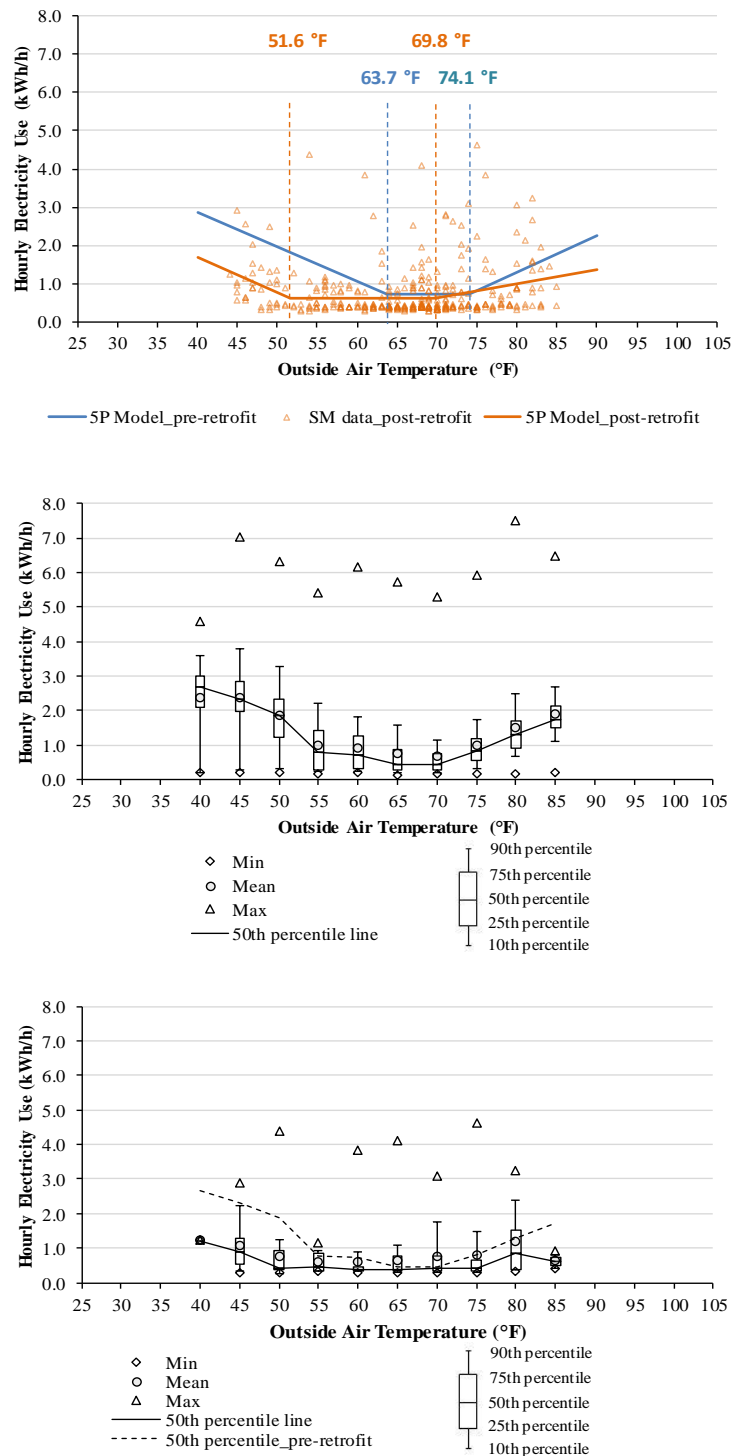 8.0
7.0
6.0
5.0
4.0
3.0
2.0
1.0
0.0
Hourly Electricity Use (kWh/h)
51.6 °F 69.8 °F
63.7 °F 74.1 °F
25 30 35 40 45 50 55 60 65 70 75 80 85 90 95 100 105
Outside Air Temperature (°F)
5P Model_pre-retrofit SM data_post-retrofit 5P Model_post-retrofit
8.0
7.0
6.0
5.0
4.0
3.0
2.0
1.0
0.0
Hourly Electricity Use (kWh/h)
25 30 35 40 45 50 55 60 65 70 75 80 85 90 95 100 105
Outside Air Temperature (°F)
Min
Mean
Max
50th percentile line
90th percentile
75th percentile
50th percentile
25th percentile
10th percentile
8.0
7.0
6.0
5.0
4.0
3.0
2.0
1.0
0.0
Hourly Electricity Use (kWh/h)
25 30 35 40 45 50 55 60 65 70 75 80 85 90 95 100 105
Outside Air Temperature (°F)
Min
Mean
Max
50th percentile line
50th percentile_pre-retrofit
90th percentile
75th percentile
50th percentile
25th percentile
10th percentile